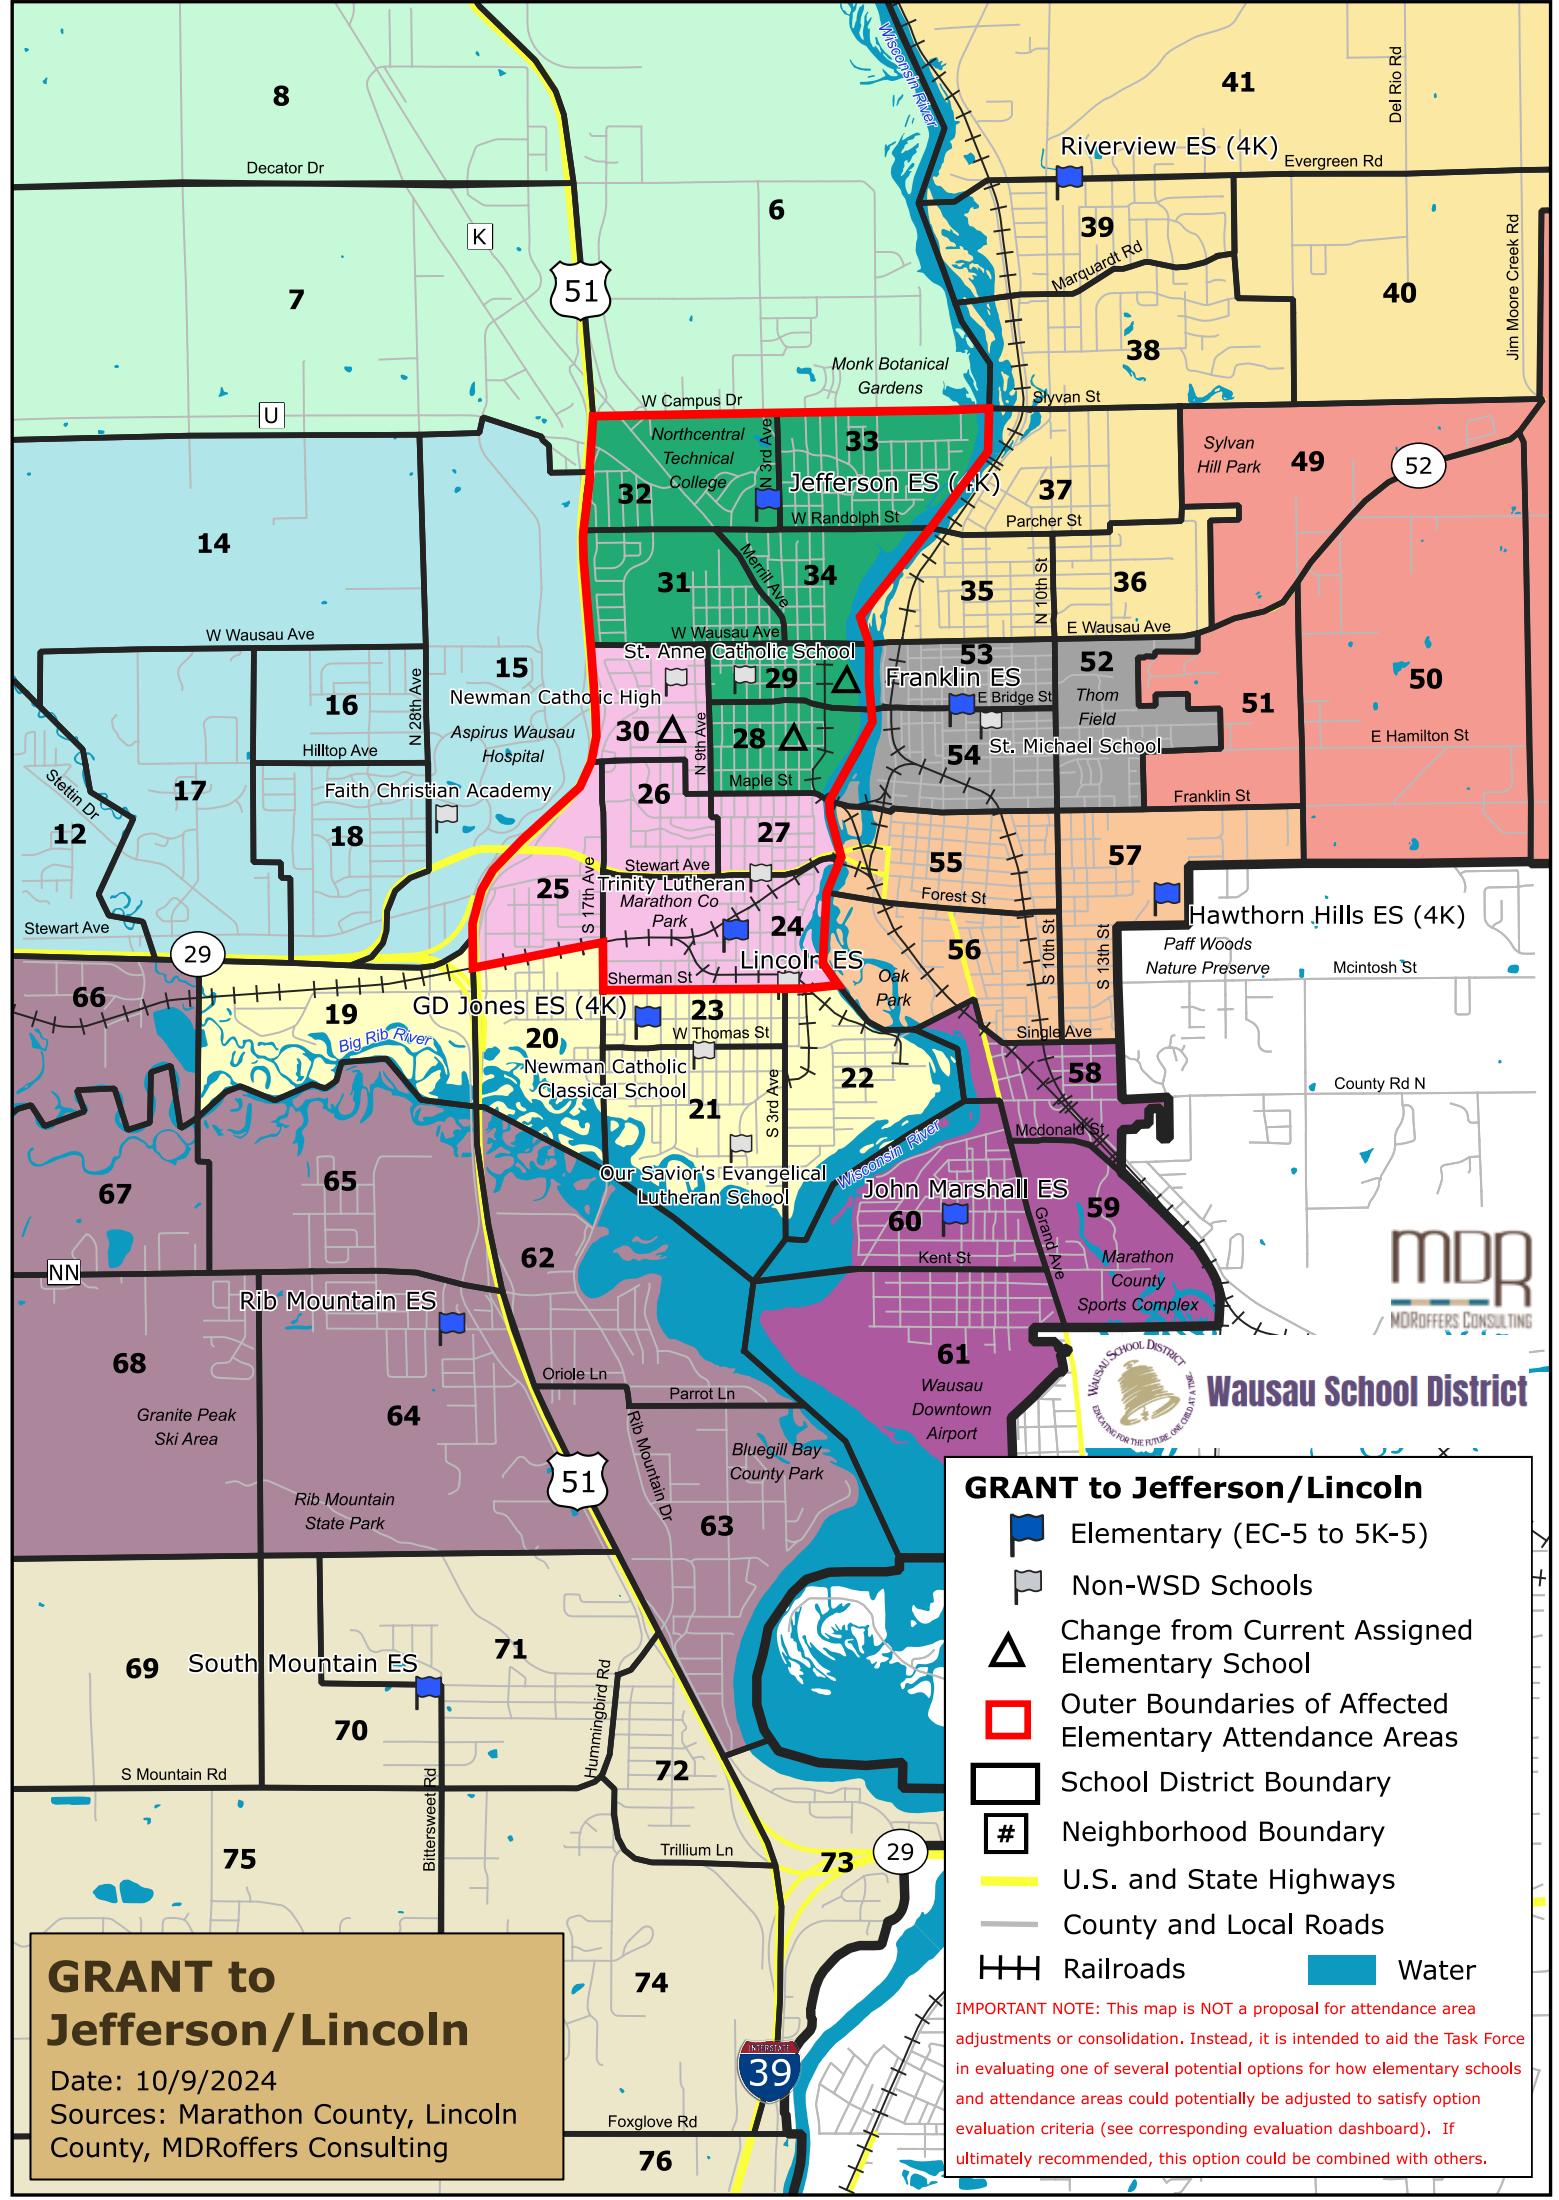 Wisconsin River
8
41
Del Rio Rd
Riverview ES (4K)
Evergreen Rd
Decator Dr
6
39
K
Marquardt Rd
Jim Moore Creek Rd
51
7
40
38
Monk Botanical
Gardens
W Campus Dr
Slyvan St
U
Northcentral
Technical
College
N 3rd Ave
33
Sylvan
Hill Park
49
52
32
Jefferson ES (4K)
37
W Randolph St
Parcher St
14
Merrill Ave
31
34
35
N 10th St
36
W Wausau Ave
W Wausau Ave
E Wausau Ave
St. Anne Catholic School
53
52
15
29
Franklin ES
50
16
N 28th Ave
Newman Catholic High
E Bridge St
Thom
Field
51
Aspirus Wausau
Hospital
30
N 9th Ave
28
54
St. Michael School
E Hamilton St
Hilltop Ave
Stettin Dr
17
Faith Christian Academy
26
Maple St
Franklin St
12
18
27
55
57
Stewart Ave
25
S 17th Ave
Trinity Lutheran
Marathon Co
Park
Forest St
Hawthorn Hills ES (4K)
Stewart Ave
24
56
S 10th St
S 13th St
Paff Woods
Nature Preserve
29
Lincoln ES
Mcintosh St
Sherman St
Oak
Park
66
GD Jones ES (4K)
23
19
20
W Thomas St
Single Ave
Big Rib River
Newman Catholic
Classical School
22
58
County Rd N
21
S 3rd Ave
Mcdonald St
Wisconsin River
Our Savior's Evangelical
Lutheran School
67
65
John Marshall ES
60
59
Grand Ave
62
Kent St
Marathon
County
Sports Complex
NN
MDR
MDROFFERS CONSULTING
Rib Mountain ES
68
61
WAUSAU SCHOOL DISTRICT
EDUCATING FOR THE FUTURE, ONE CHILD AT A TIME.
Wausau School District
Oriole Ln
Parrot Ln
Wausau
Downtown
Airport
64
Granite Peak
Ski Area
Rib Mountain Dr
Bluegill Bay
County Park
51
Rib Mountain
State Park
63
GRANT to Jefferson/Lincoln
Elementary (EC-5 to 5K-5)
Non-WSD Schools
Change from Current Assigned
Elementary School
Outer Boundaries of Affected
Elementary Attendance Areas
School District Boundary
# Neighborhood Boundary
U.S. and State Highways
County and Local Roads
Railroads
Water
IMPORTANT NOTE: This map is NOT a proposal for attendance area
adjustments or consolidation. Instead, it is intended to aid the Task Force
in evaluating one of several potential options for how elementary schools
and attendance areas could potentially be adjusted to satisfy option
evaluation criteria (see corresponding evaluation dashboard). If
ultimately recommended, this option could be combined with others.
71
69
South Mountain ES
70
Hummingbird Rd
72
S Mountain Rd
Bittersweet Rd
Trillium Ln
75
73
29
74
INTERSTATE
39
Foxglove Rd
76
GRANT to
Jefferson/Lincoln
Date: 10/9/2024
Sources: Marathon County, Lincoln
County, MDRoffers Consulting